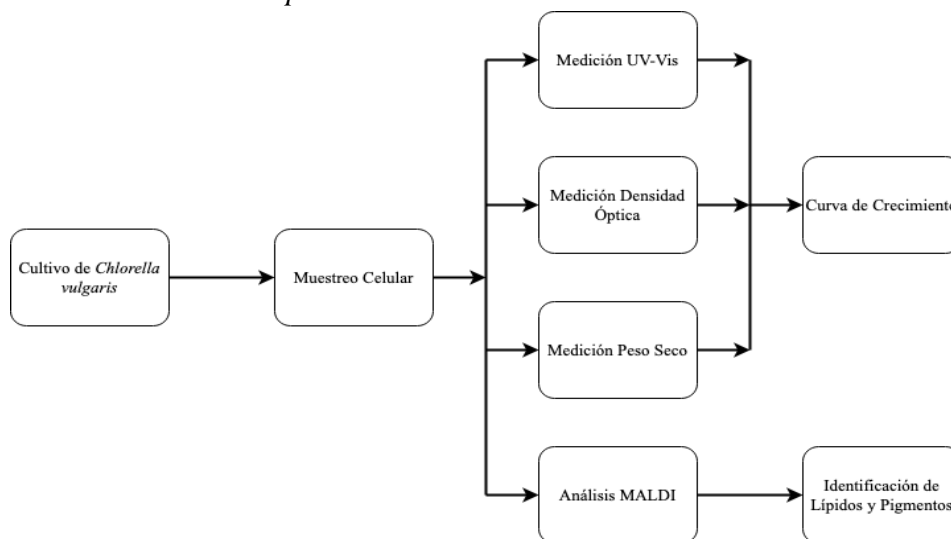 Medición UV-Vis
Medición Densidad
Óptica
Curva de Crecimiento
Cultivo de Chlorella
vulgaris
Muestreo Celular
Medición Peso Seco
Análisis MALDI
Identificación de
Lípidos y Pigmentos